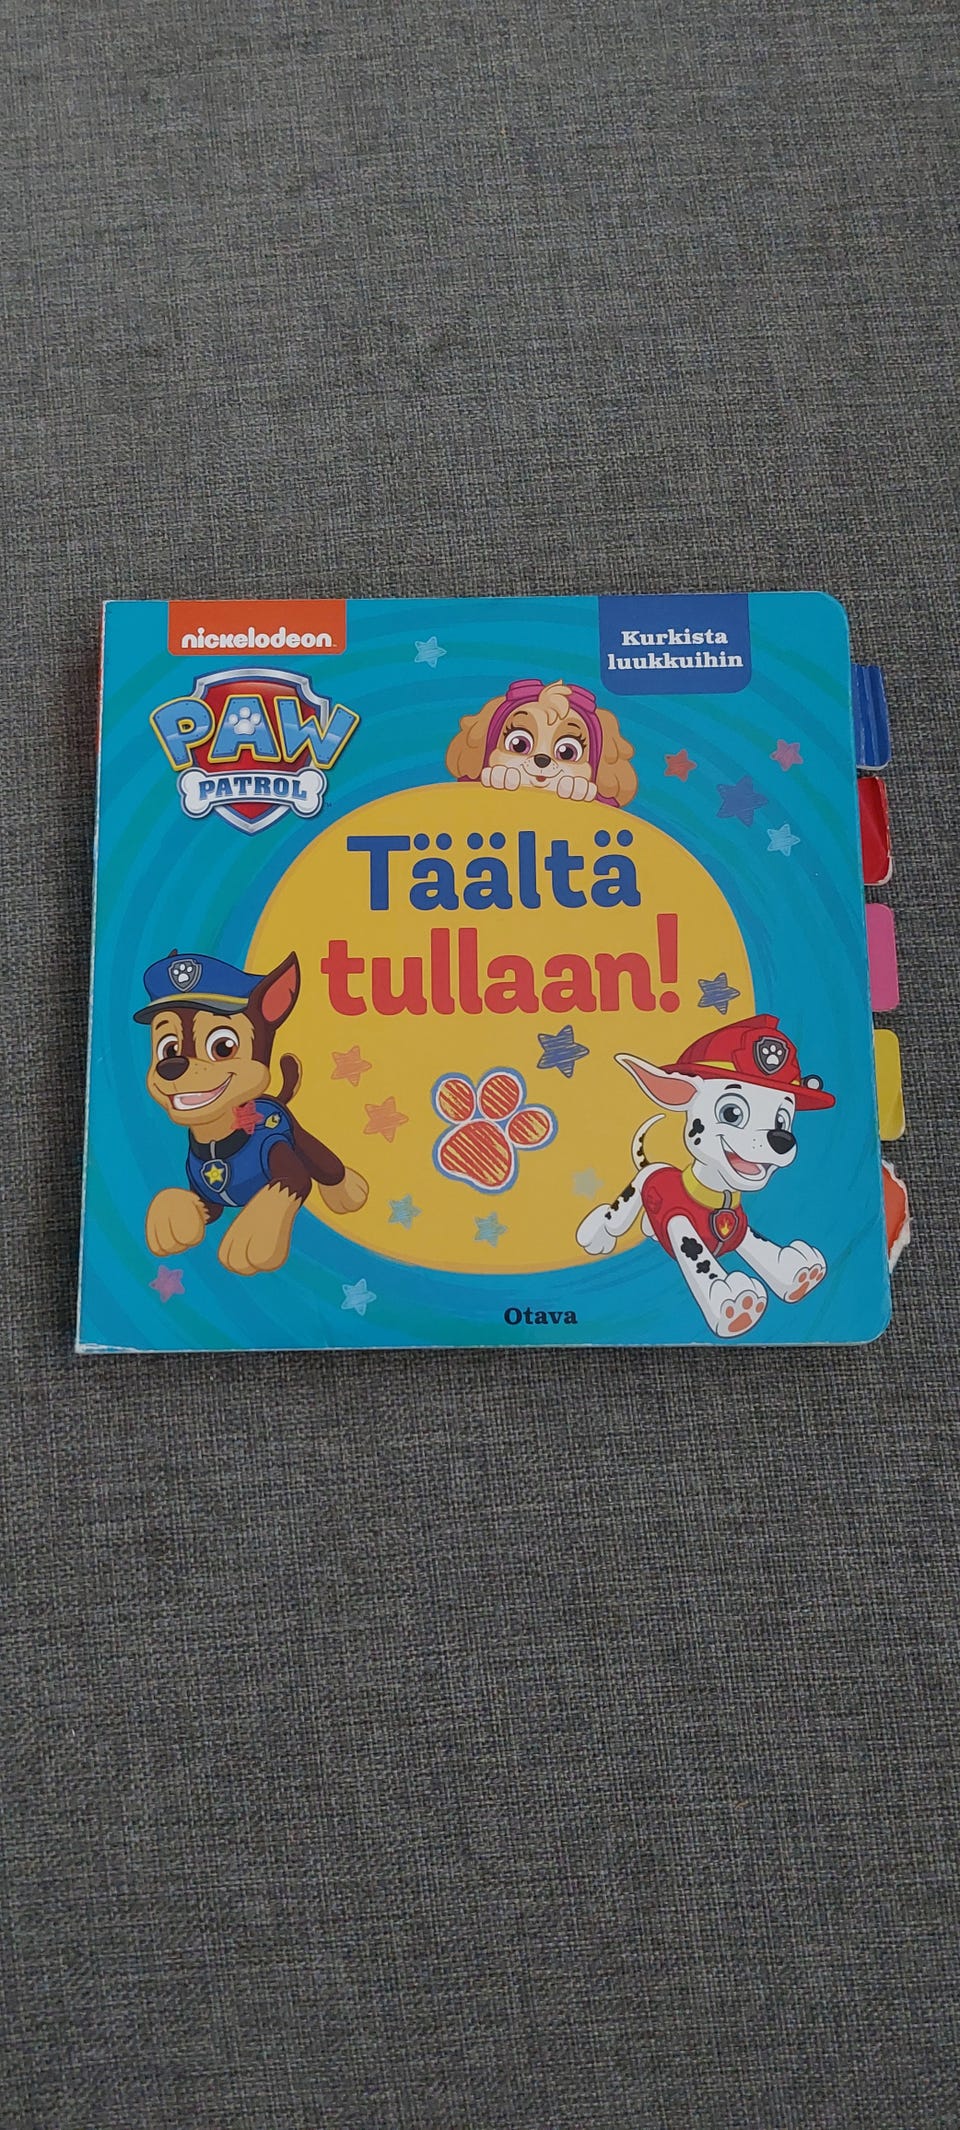 nickelodeon
Kurkista
luukkuihin
PAW
PATROL
Täältä
tullaan!
Otava